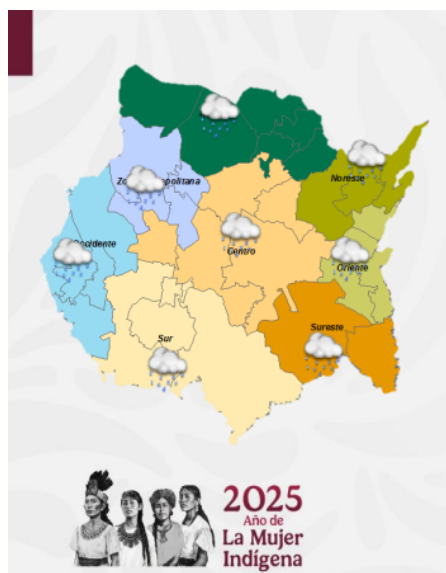 Noreste
Occidente
Centro
Oriente
Sureste
Sur
2025
Año de
La Mujer
Indígena